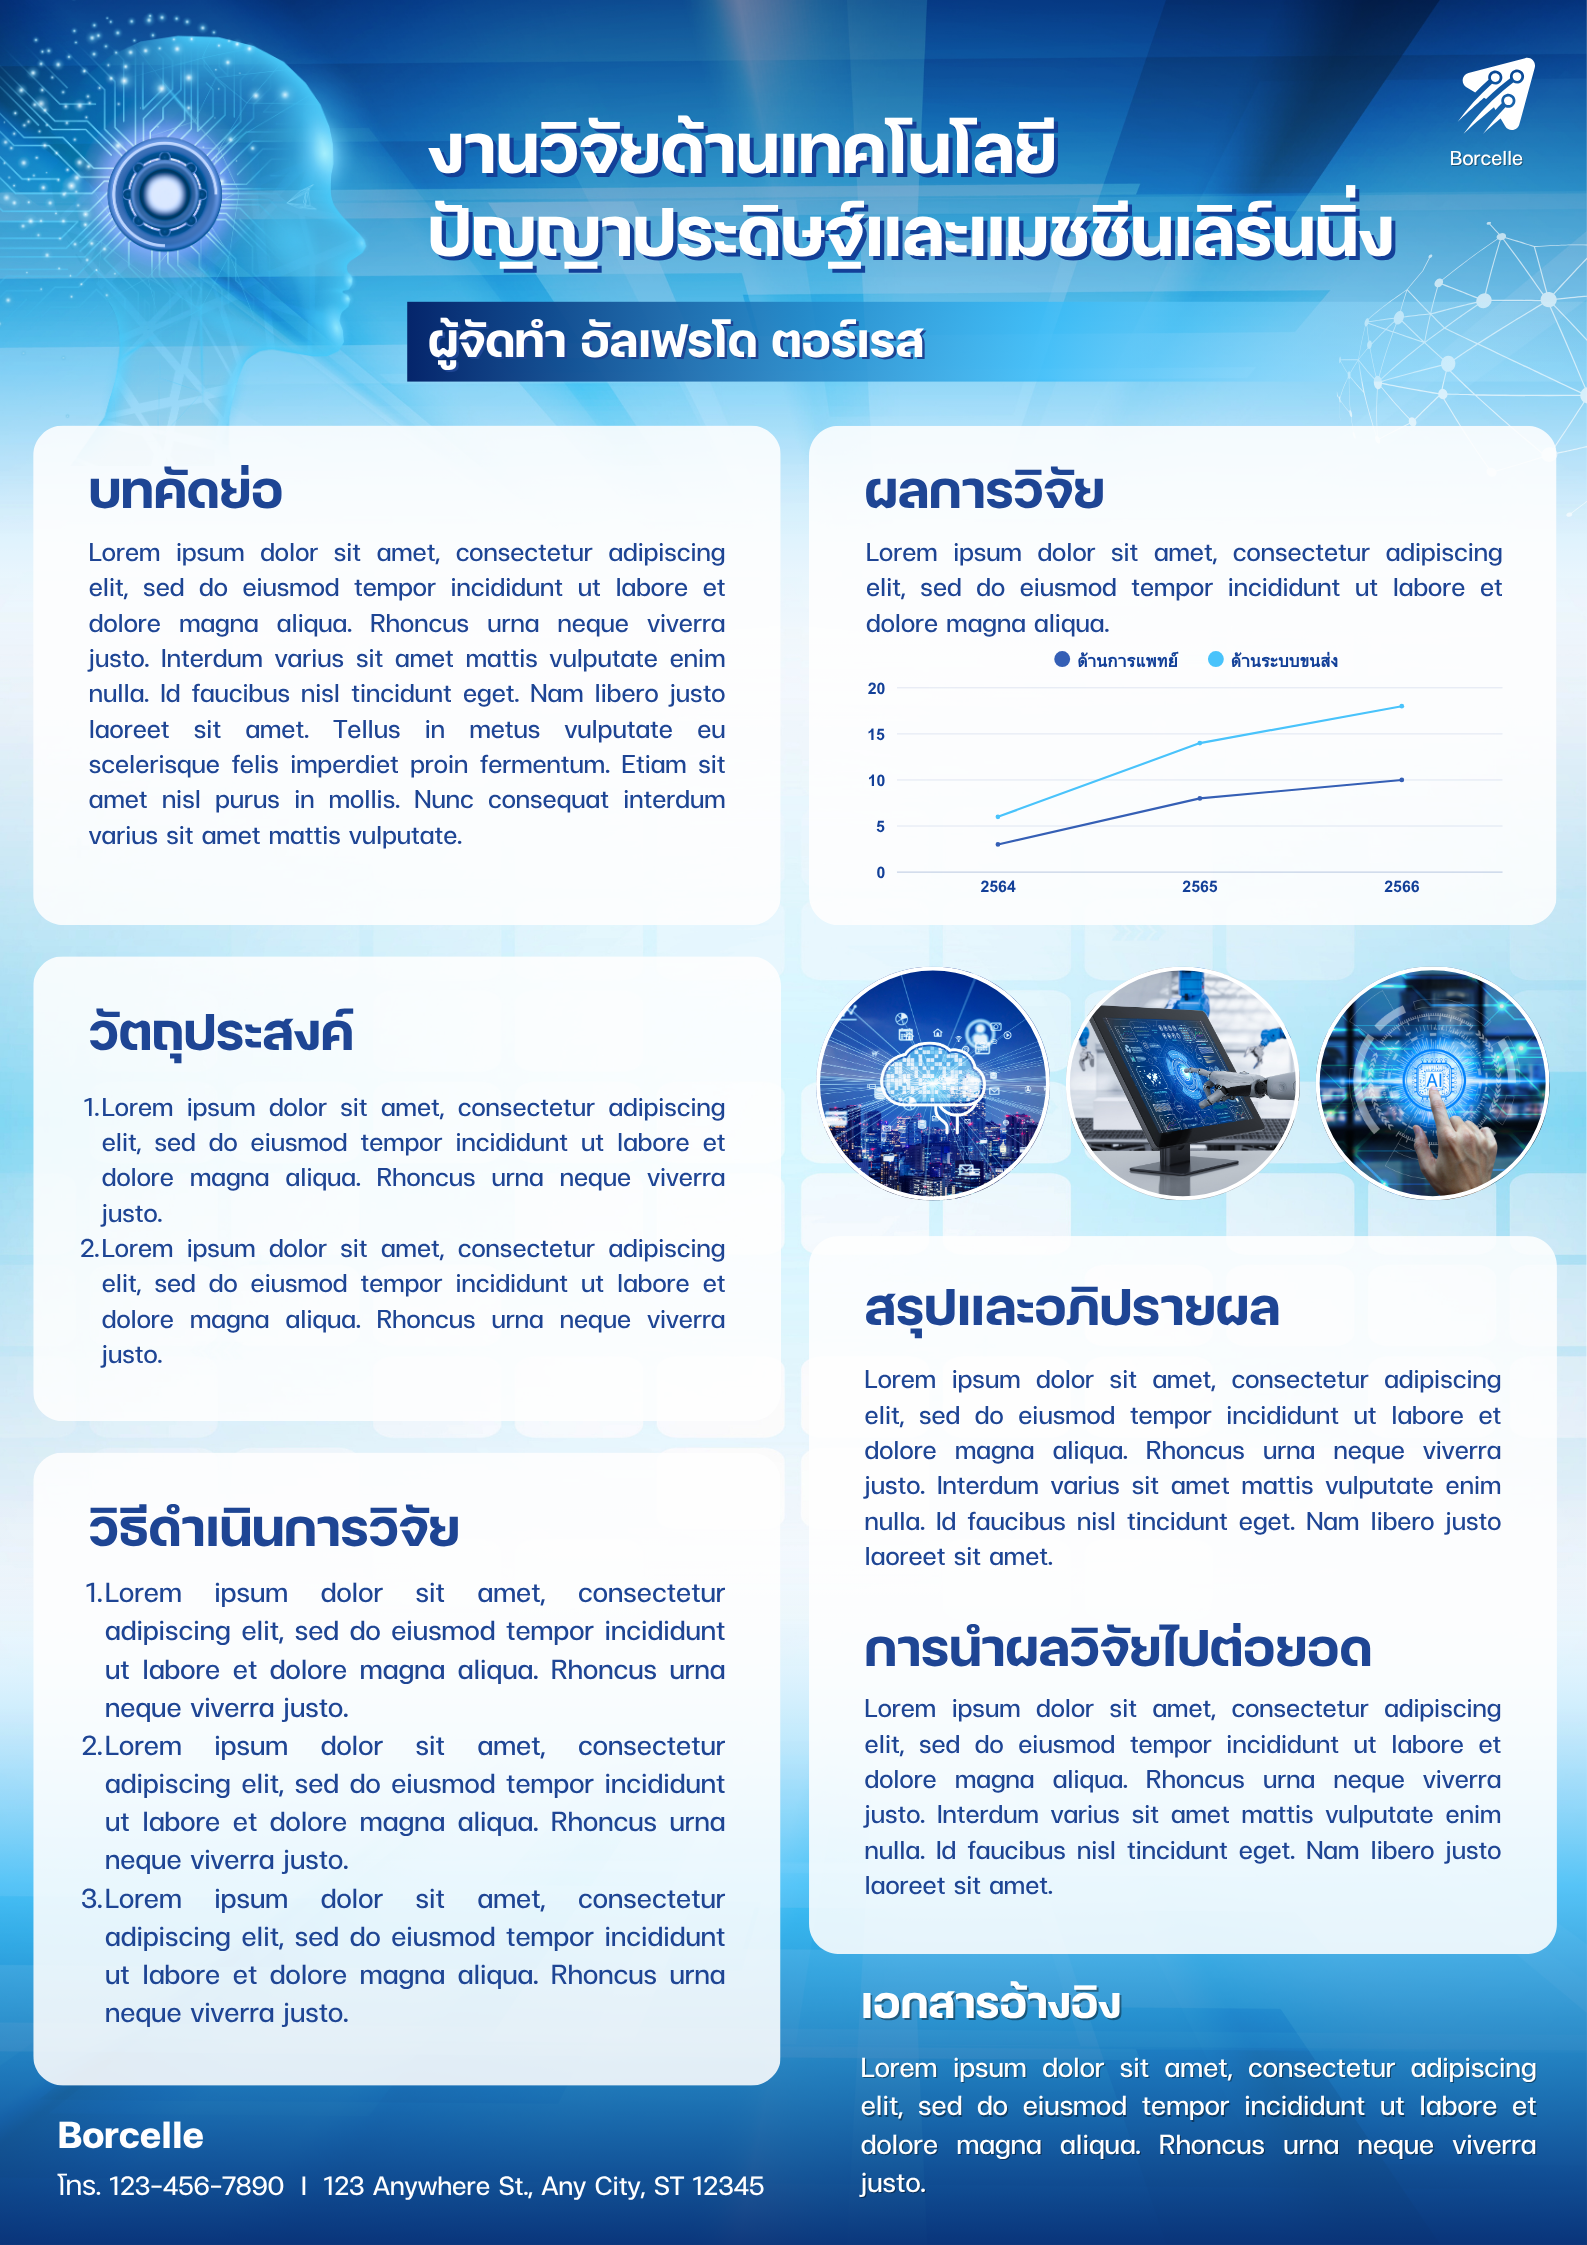 Borcelle
งานวิจัยด้านเทคโนโลยี
ปัญญาประดิษฐ์และแมชชีนเลิร์นนิ่ง
ผู้จัดทำ อัลเฟรโด ตอร์เรส
บทคัดย่อ
Lorem ipsum dolor sit amet, consectetur adipiscing
elit, sed do eiusmod tempor incididunt ut labore et
dolore magna aliqua. Rhoncus urna neque viverra
justo. Interdum varius sit amet mattis vulputate enim
nulla. Id faucibus nisl tincidunt eget. Nam libero justo
laoreet sit amet. Tellus in metus vulputate eu
scelerisque felis imperdiet proin fermentum. Etiam sit
amet nisl purus in mollis. Nunc consequat interdum
varius sit amet mattis vulputate.
วัตถุประสงค์
1.Lorem ipsum dolor sit amet, consectetur adipiscing
elit, sed do eiusmod tempor incididunt ut labore et
dolore magna aliqua. Rhoncus urna neque viverra
justo.
2.Lorem ipsum dolor sit amet, consectetur adipiscing
elit, sed do eiusmod tempor incididunt ut labore et
dolore magna aliqua. Rhoncus urna neque viverra
justo.
วิธีดำเนินการวิจัย
1.Lorem ipsum dolor sit amet, consectetur
adipiscing elit, sed do eiusmod tempor incididunt
ut labore et dolore magna aliqua. Rhoncus urna
neque viverra justo.
2.Lorem ipsum dolor sit amet, consectetur
adipiscing elit, sed do eiusmod tempor incididunt
ut labore et dolore magna aliqua. Rhoncus urna
neque viverra justo.
3.Lorem ipsum dolor sit amet, consectetur
adipiscing elit, sed do eiusmod tempor incididunt
ut labore et dolore magna aliqua. Rhoncus urna
neque viverra justo.
Borcelle
โทร. 123-456-7890 | 123 Anywhere St., Any City, ST 12345
ผลการวิจัย
Lorem ipsum dolor sit amet, consectetur adipiscing
elit, sed do eiusmod tempor incididunt ut labore et
dolore magna aliqua.
ด้านการแพทย์ ด้านระบบขนส่ง
20
15
10
5
0
2564 2565 2566
AI
สรุปและอภิปรายผล
Lorem ipsum dolor sit amet, consectetur adipiscing
elit, sed do eiusmod tempor incididunt ut labore et
dolore magna aliqua. Rhoncus urna neque viverra
justo. Interdum varius sit amet mattis vulputate enim
nulla. Id faucibus nisl tincidunt eget. Nam libero justo
laoreet sit amet.
การนำผลวิจัยไปต่อยอด
Lorem ipsum dolor sit amet, consectetur adipiscing
elit, sed do eiusmod tempor incididunt ut labore et
dolore magna aliqua. Rhoncus urna neque viverra
justo. Interdum varius sit amet mattis vulputate enim
nulla. Id faucibus nisl tincidunt eget. Nam libero justo
laoreet sit amet.
เอกสารอ้างอิง
Lorem ipsum dolor sit amet, consectetur adipiscing
elit, sed do eiusmod tempor incididunt ut labore et
dolore magna aliqua. Rhoncus urna neque viverra
justo.